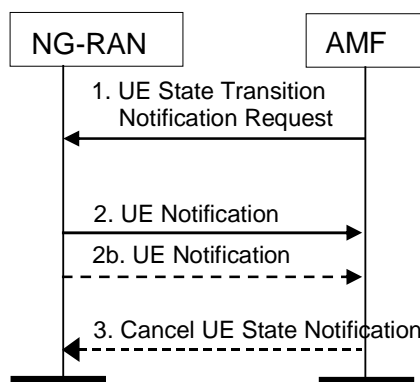 NG-RAN
AMF
1. UE State Transition
Notification Request
2. UE Notification
2b. UE Notification
3. Cancel UE State Notification